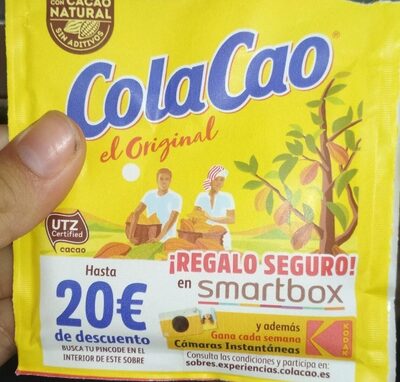 CON CACAO
NATURAL
SIN ADITIVOS
ColaCao®
el Original
UTZ
Certified
cacao
Hasta
20€
de descuento
BUSCA TU PINCODE EN EL
INTERIOR DE ESTE SOBRE
¡REGALO SEGURO!
en smartbox
y además
Gana cada semana
Cámaras Instantáneas
KODAK
Consulta las condiciones y participa en:
sobres.experiencias.colacao.es